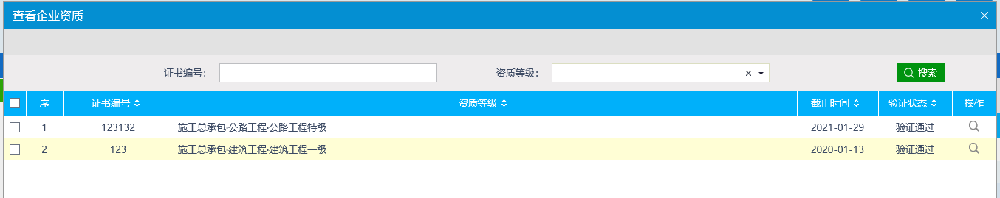 查看企业资质
证书编号： 资质等级： 搜索
序 证书编号 资质等级 截止时间 验证状态 操作
1 123132 施工总承包·公路工程·公路工程特级 2021-01-29 验证通过
2 123 施工总承包·建筑工程·建筑工程一级 2020-01-13 验证通过